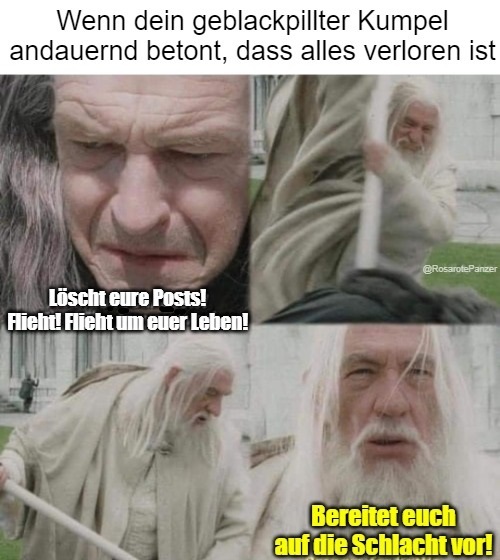 Wenn dein geblackpillter Kumpel
andauernd betont, dass alles verloren ist
@RosarotePanzer
Löscht eure Posts!
Flieht! Flieht um euer Leben!
Bereitet euch
auf die Schlacht vor!